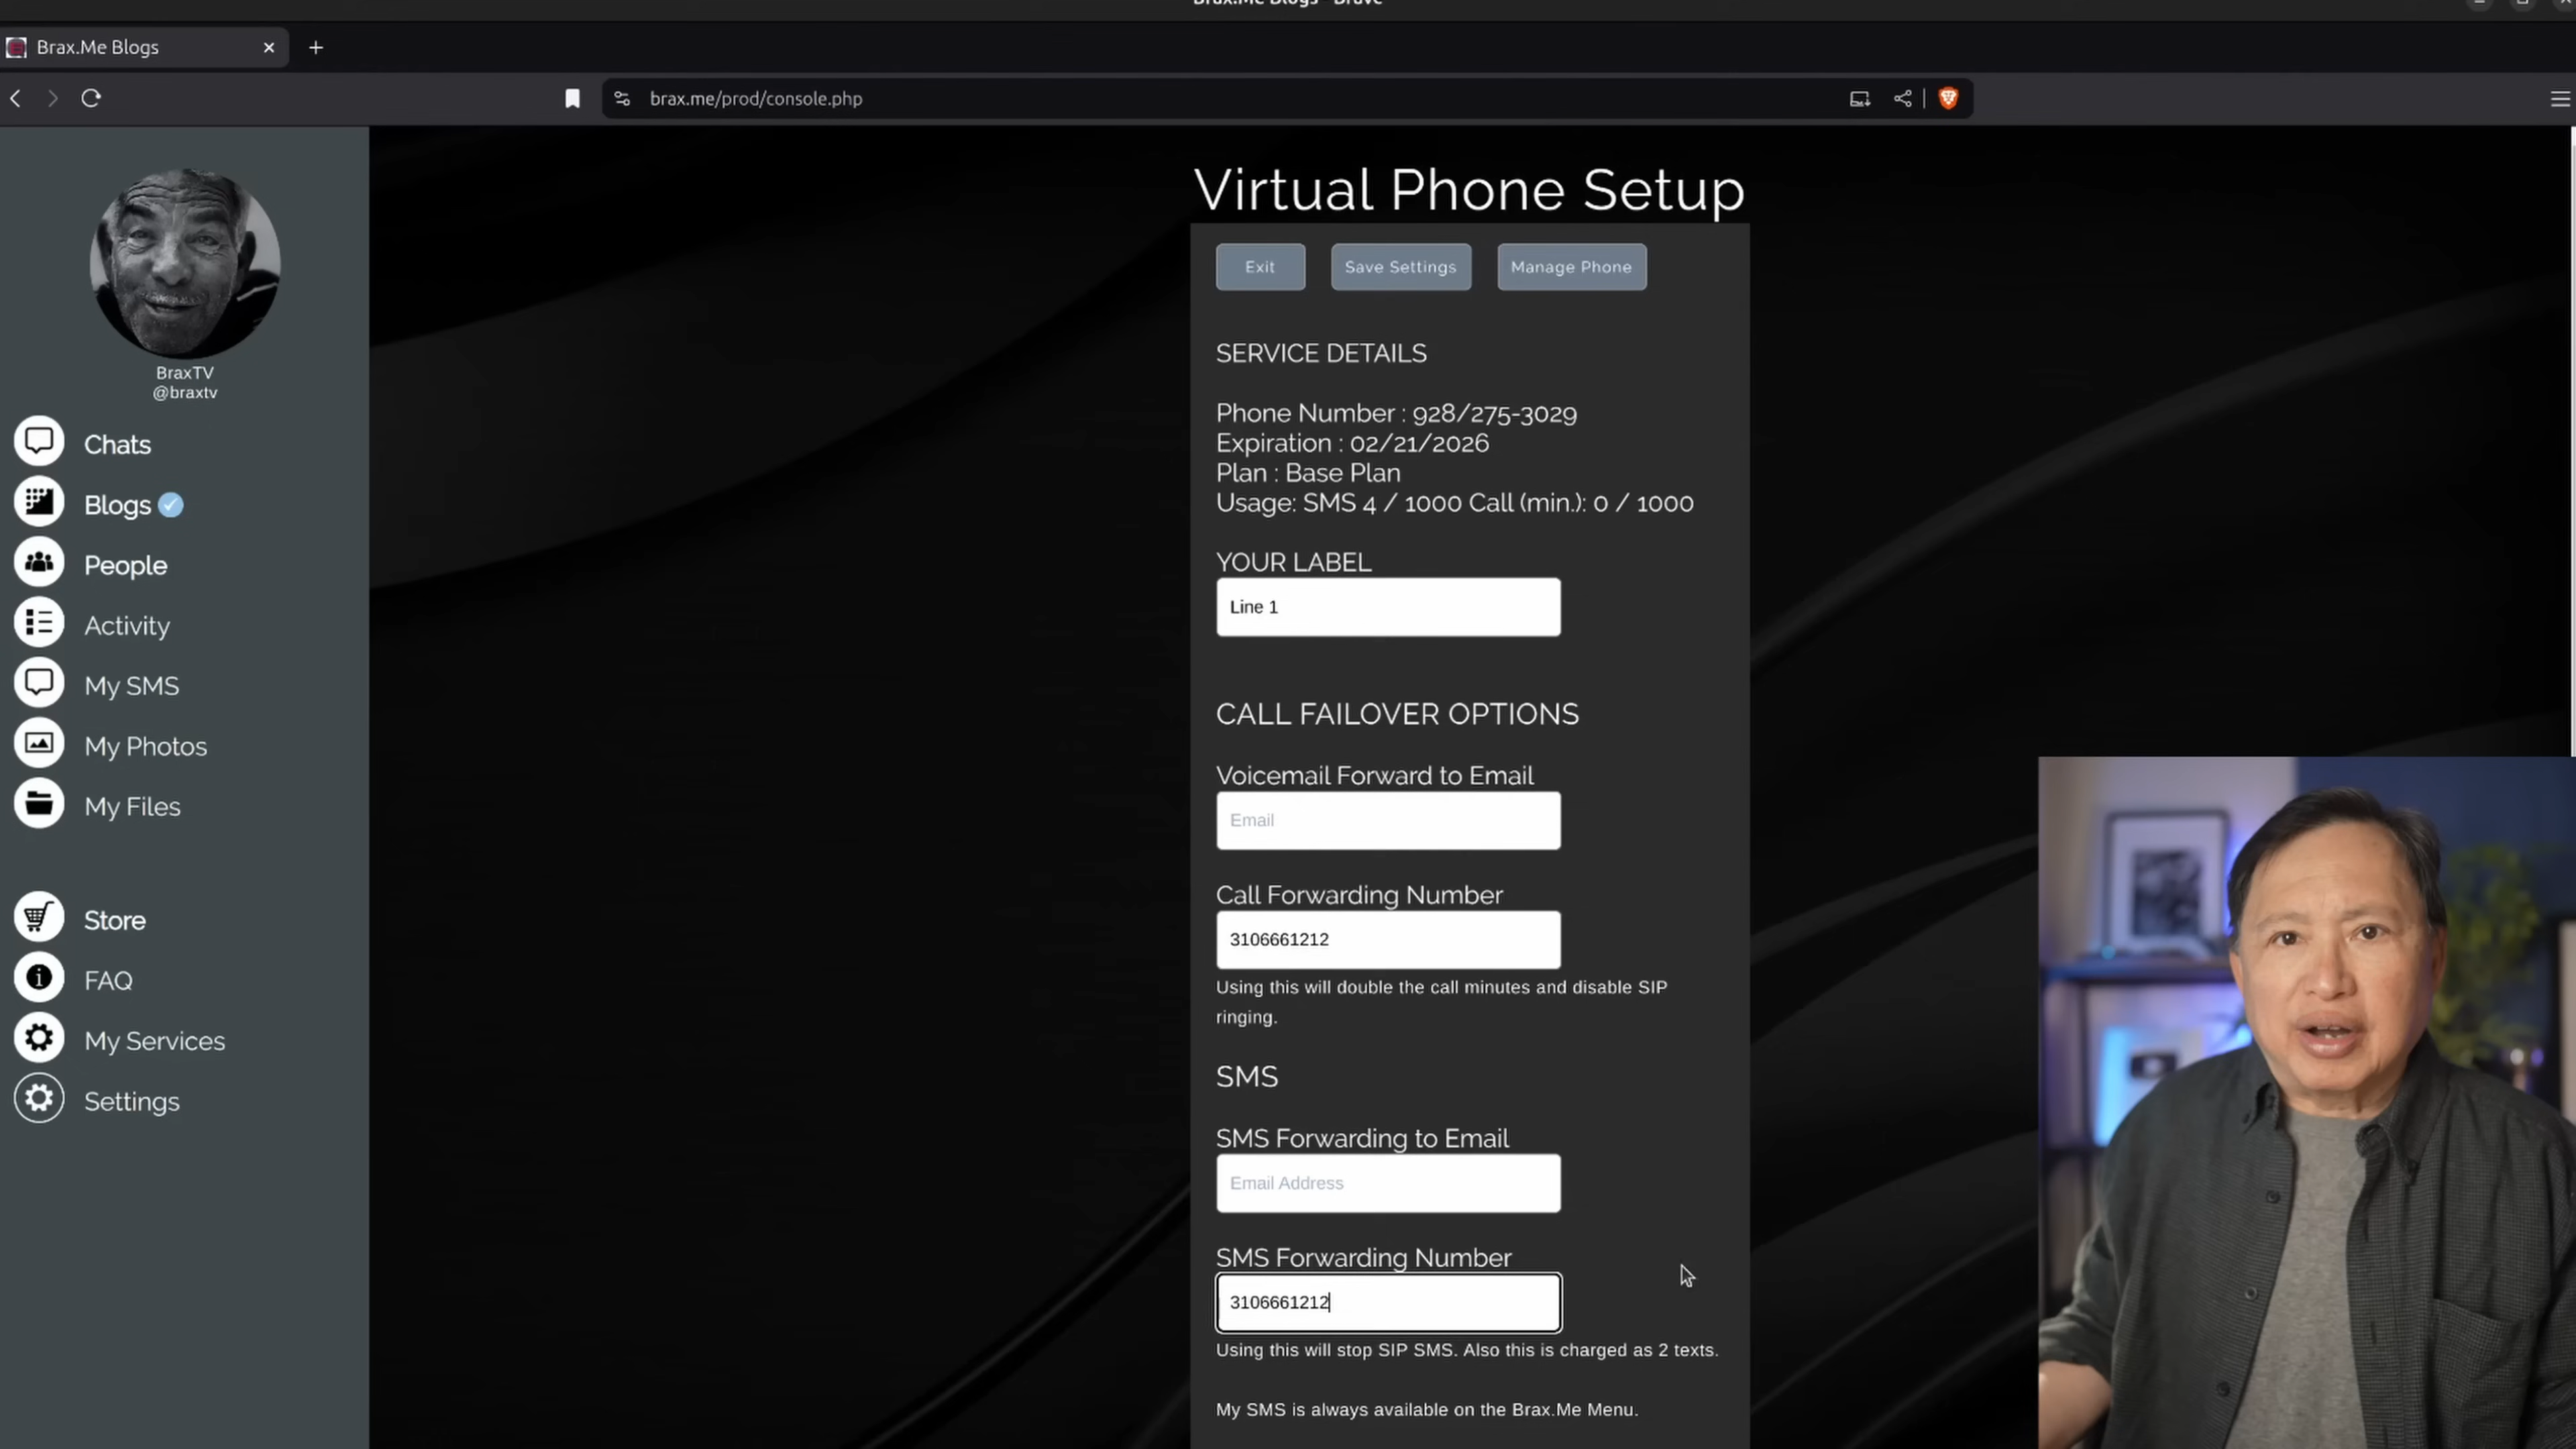 Brax.Me Blogs - Brave
Brax.Me Blogs
brax.me/prod/console.php
BraxTV
@braxtv
Chats
Blogs
People
Activity
My SMS
My Photos
My Files
Store
FAQ
My Services
Settings
Virtual Phone Setup
Exit
Save Settings
Manage Phone
SERVICE DETAILS
Phone Number : 928/275-3029
Expiration : 02/21/2026
Plan : Base Plan
Usage: SMS 4 / 1000 Call (min.): 0 / 1000
YOUR LABEL
Line 1
CALL FAILOVER OPTIONS
Voicemail Forward to Email
Email
Call Forwarding Number
3106661212
Using this will double the call minutes and disable SIP
ringing.
SMS
SMS Forwarding to Email
Email Address
SMS Forwarding Number
3106661212
Using this will stop SIP SMS. Also this is charged as 2 texts.
My SMS is always available on the Brax.Me Menu.